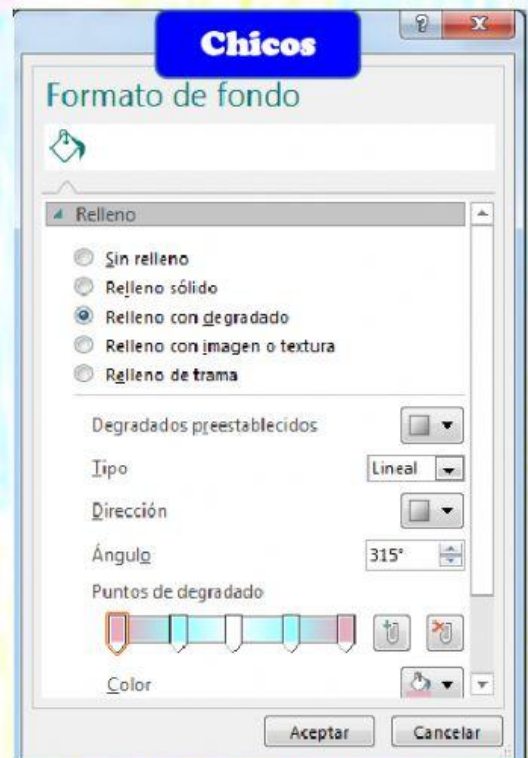 Chicos
Formato de fondo
Relleno
Sin relleno
Relleno sólido
Relleno con degradado
Relleno con imagen o textura
Relleno de trama
Degradados preestablecidos
Tipo Lineal
Dirección
Ángulo 315°
Puntos de degradado
Color
Aceptar Cancelar